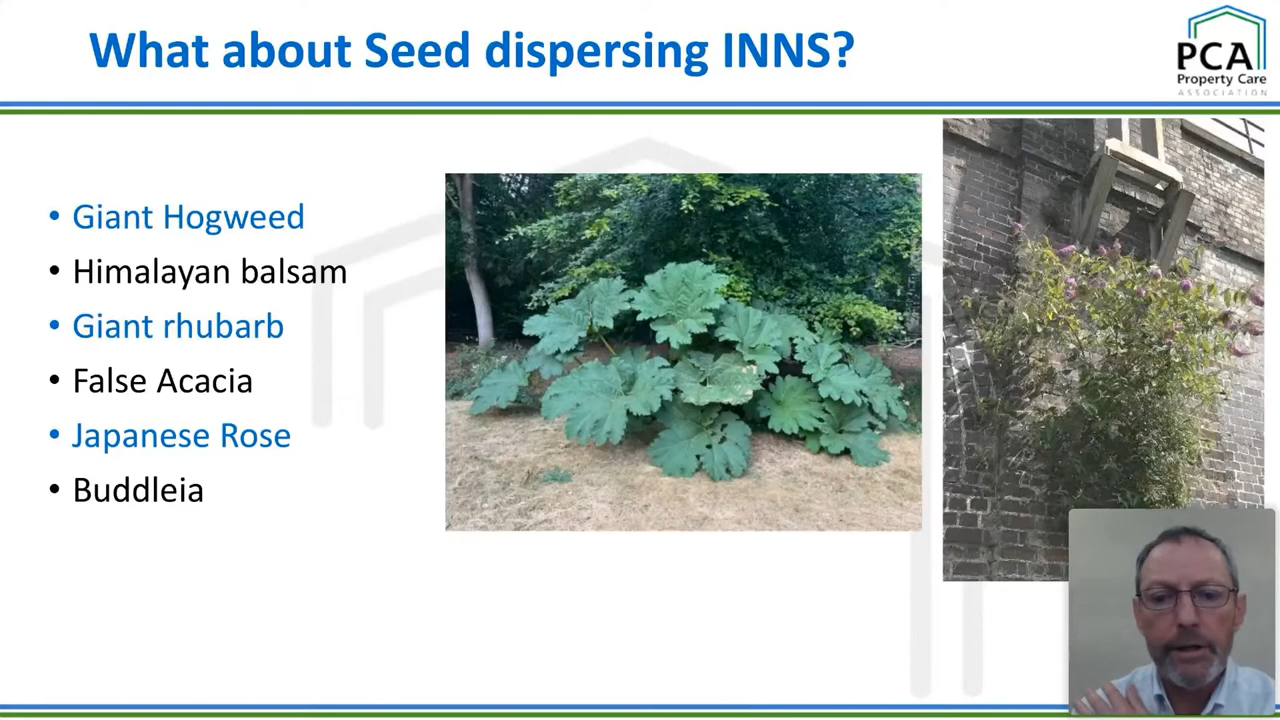 What about Seed dispersing INNS?
PCA
Property Care
ASSOCIATION
• Giant Hogweed
• Himalayan balsam
• Giant rhubarb
• False Acacia
• Japanese Rose
• Buddleia